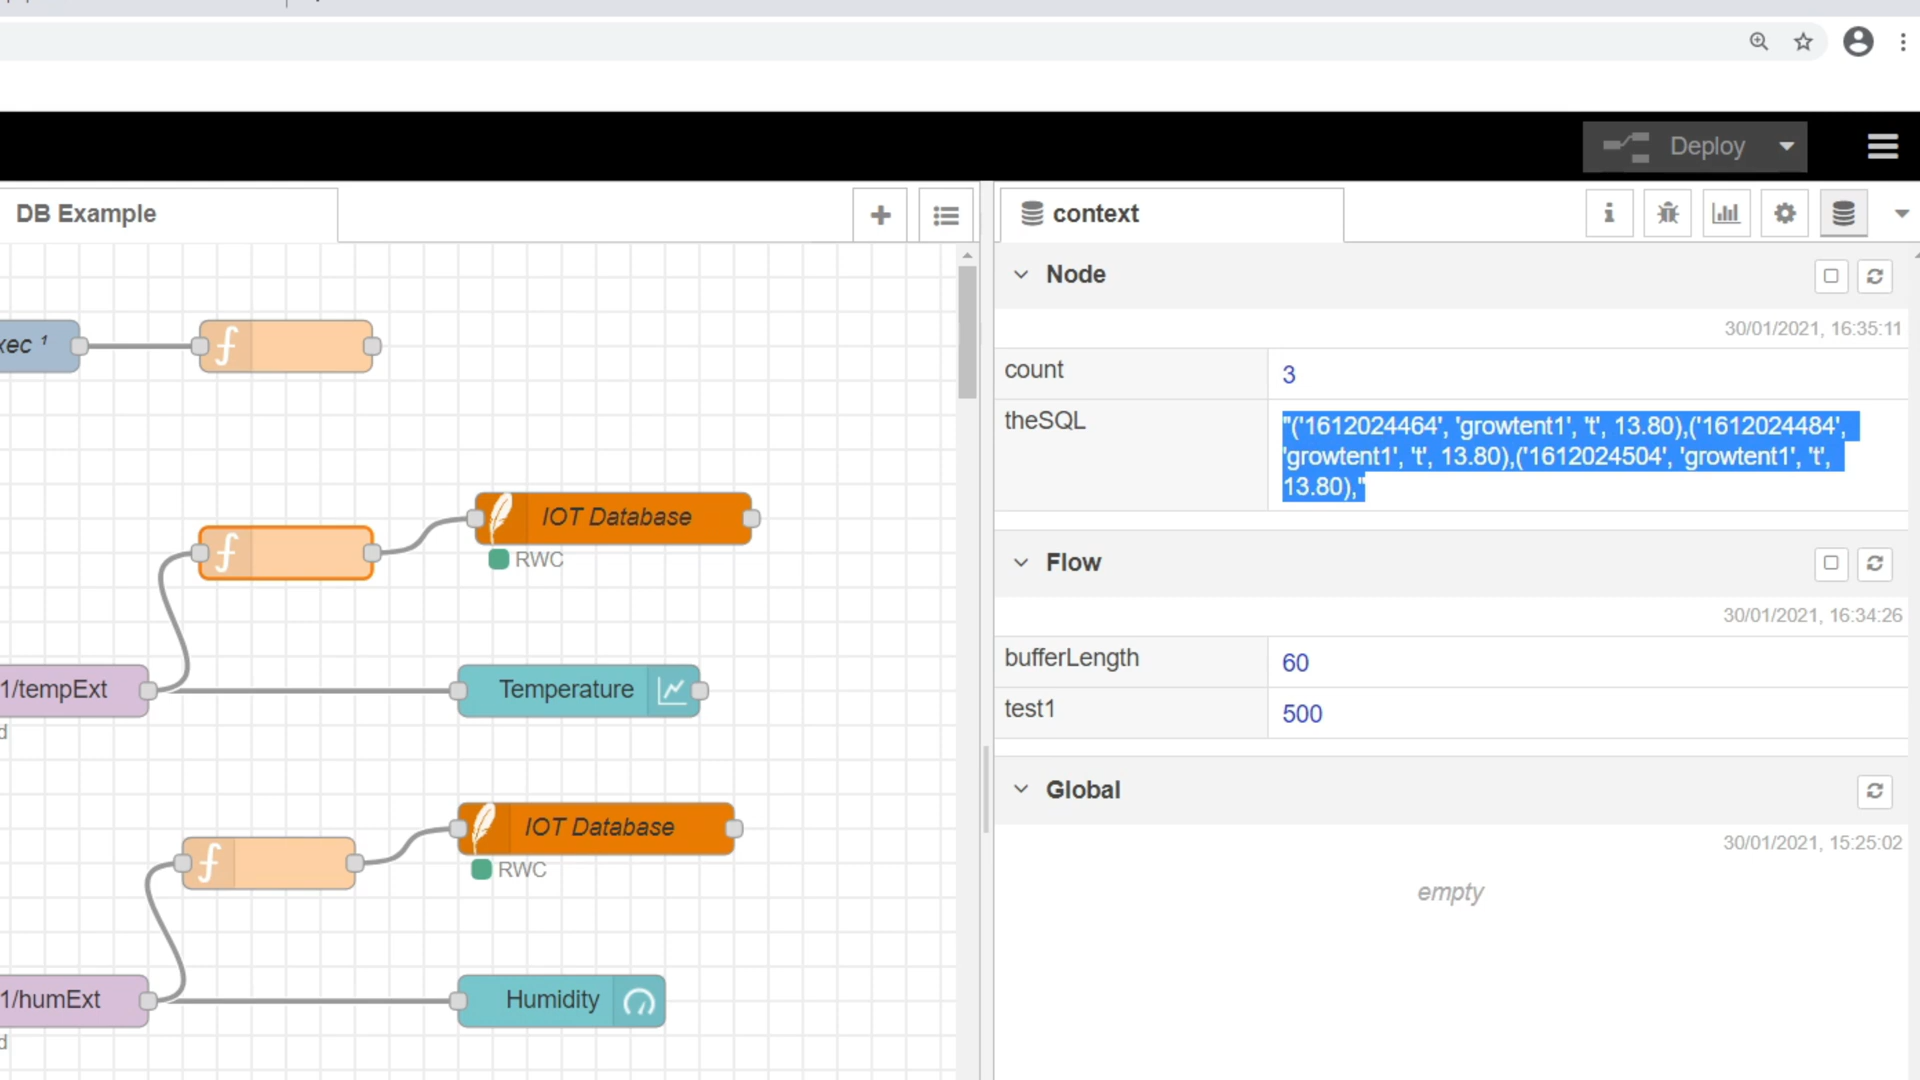 Deploy
DB Example
context
Node
30/01/2021, 16:35:11
count
3
theSQL
"('1612024464', 'growtent1', 't', 13.80),('1612024484',
'growtent1', 't', 13.80),('1612024504', 'growtent1', 't',
13.80),"
Flow
30/01/2021, 16:34:26
bufferLength
60
test1
500
Global
30/01/2021, 15:25:02
empty
xec ¹
IOT Database
RWC
1/tempExt
Temperature
d
IOT Database
RWC
1/humExt
Humidity
d